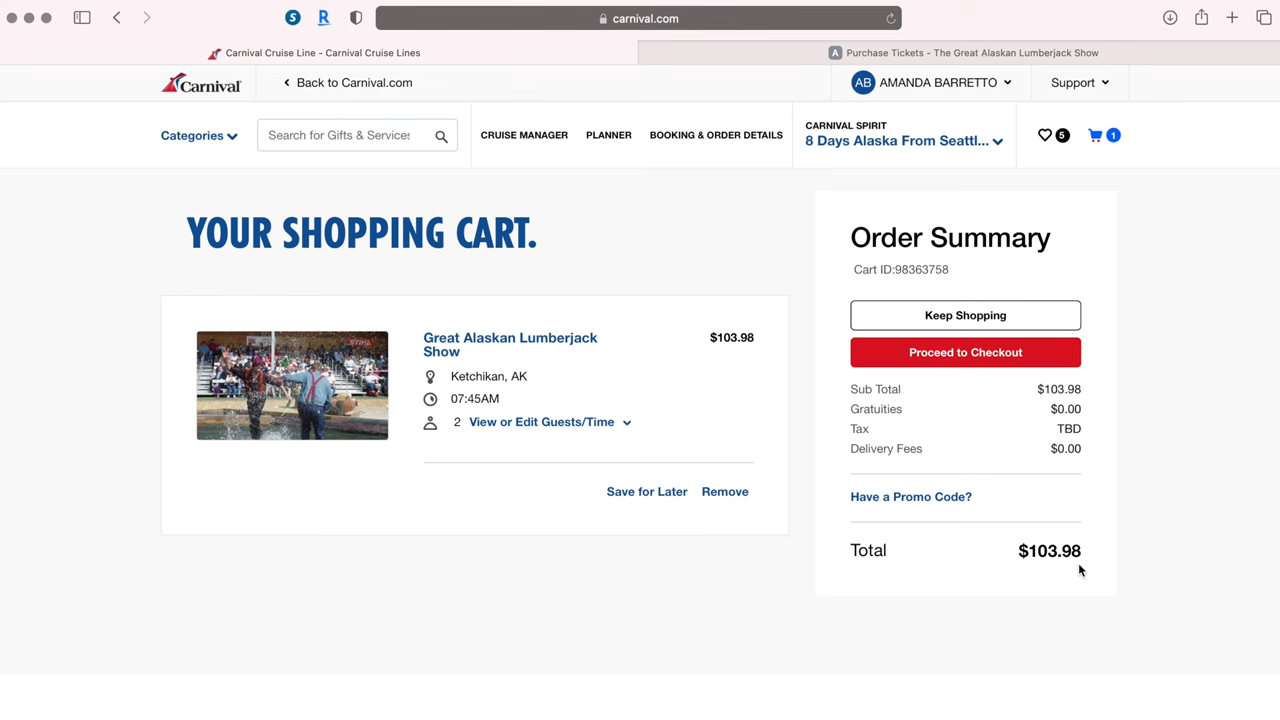 carnival.com
Carnival Cruise Line - Carnival Cruise Lines
A Purchase Tickets - The Great Alaskan Lumberjack Show
Carnival
Back to Carnival.com
AB AMANDA BARRETTO
Support
Categories
Search for Gifts & Services
CRUISE MANAGER
PLANNER
BOOKING & ORDER DETAILS
CARNIVAL SPIRIT
8 Days Alaska From Seattl...
5
1
YOUR SHOPPING CART.
Great Alaskan Lumberjack
Show
$103.98
Ketchikan, AK
07:45AM
2 View or Edit Guests/Time
Save for Later
Remove
STIHL
Order Summary
Cart ID:98363758
Keep Shopping
Proceed to Checkout
Sub Total $103.98
Gratuities $0.00
Tax TBD
Delivery Fees $0.00
Have a Promo Code?
Total $103.98